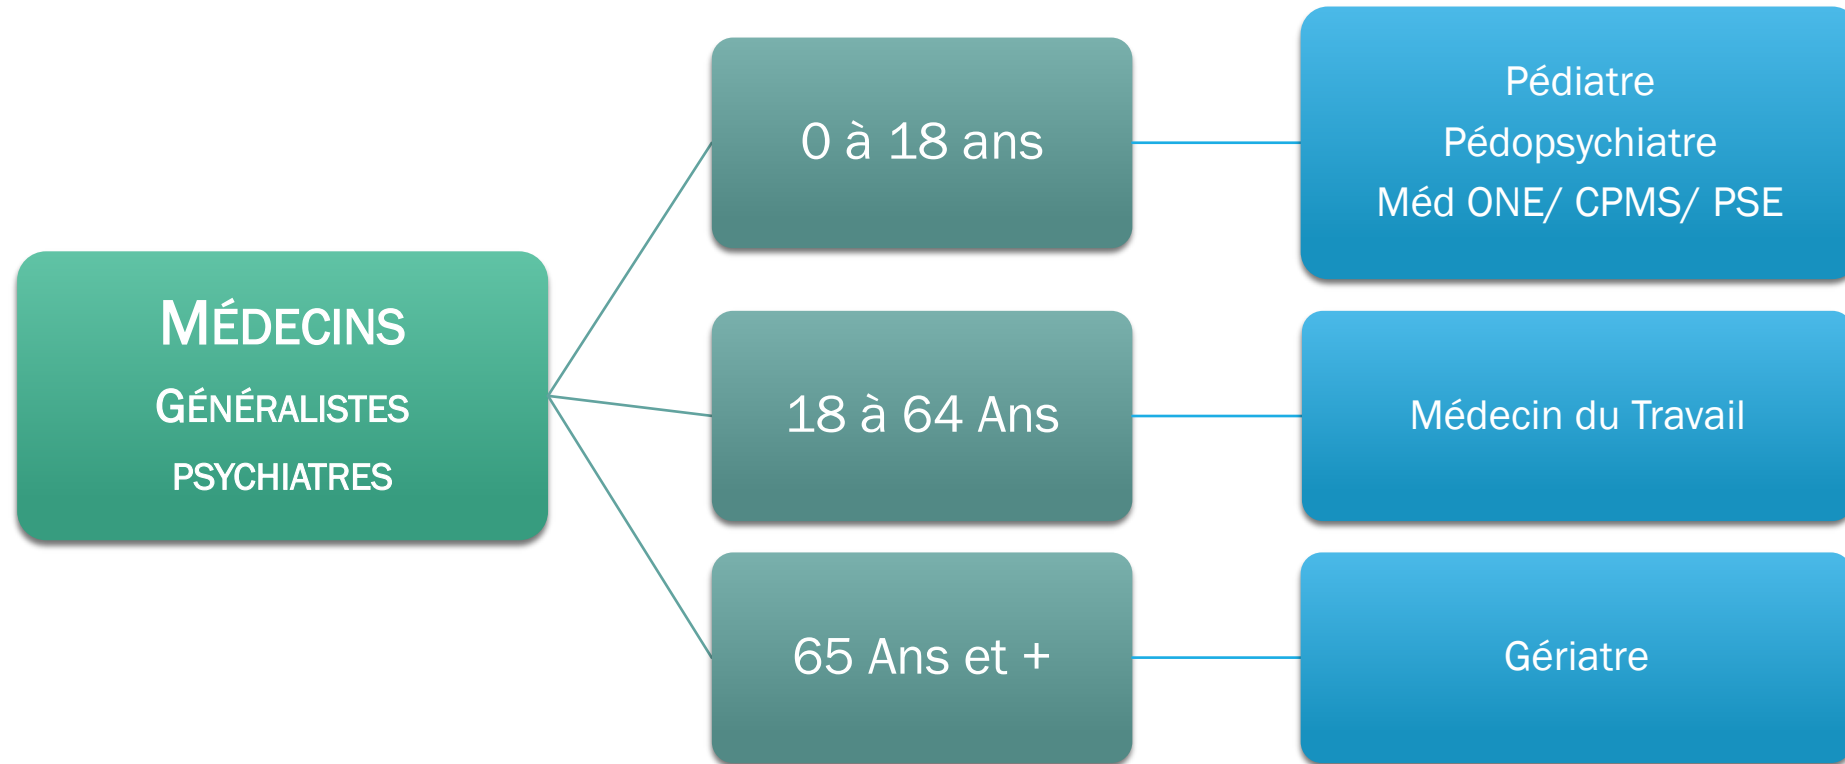 MÉDECINS
GÉNÉRALISTES
PSYCHIATRES
0 à 18 ans
Pédiatre
Pédopsychiatre
Méd ONE/ CPMS/ PSE
18 à 64 Ans
Médecin du Travail
65 Ans et +
Gériatre